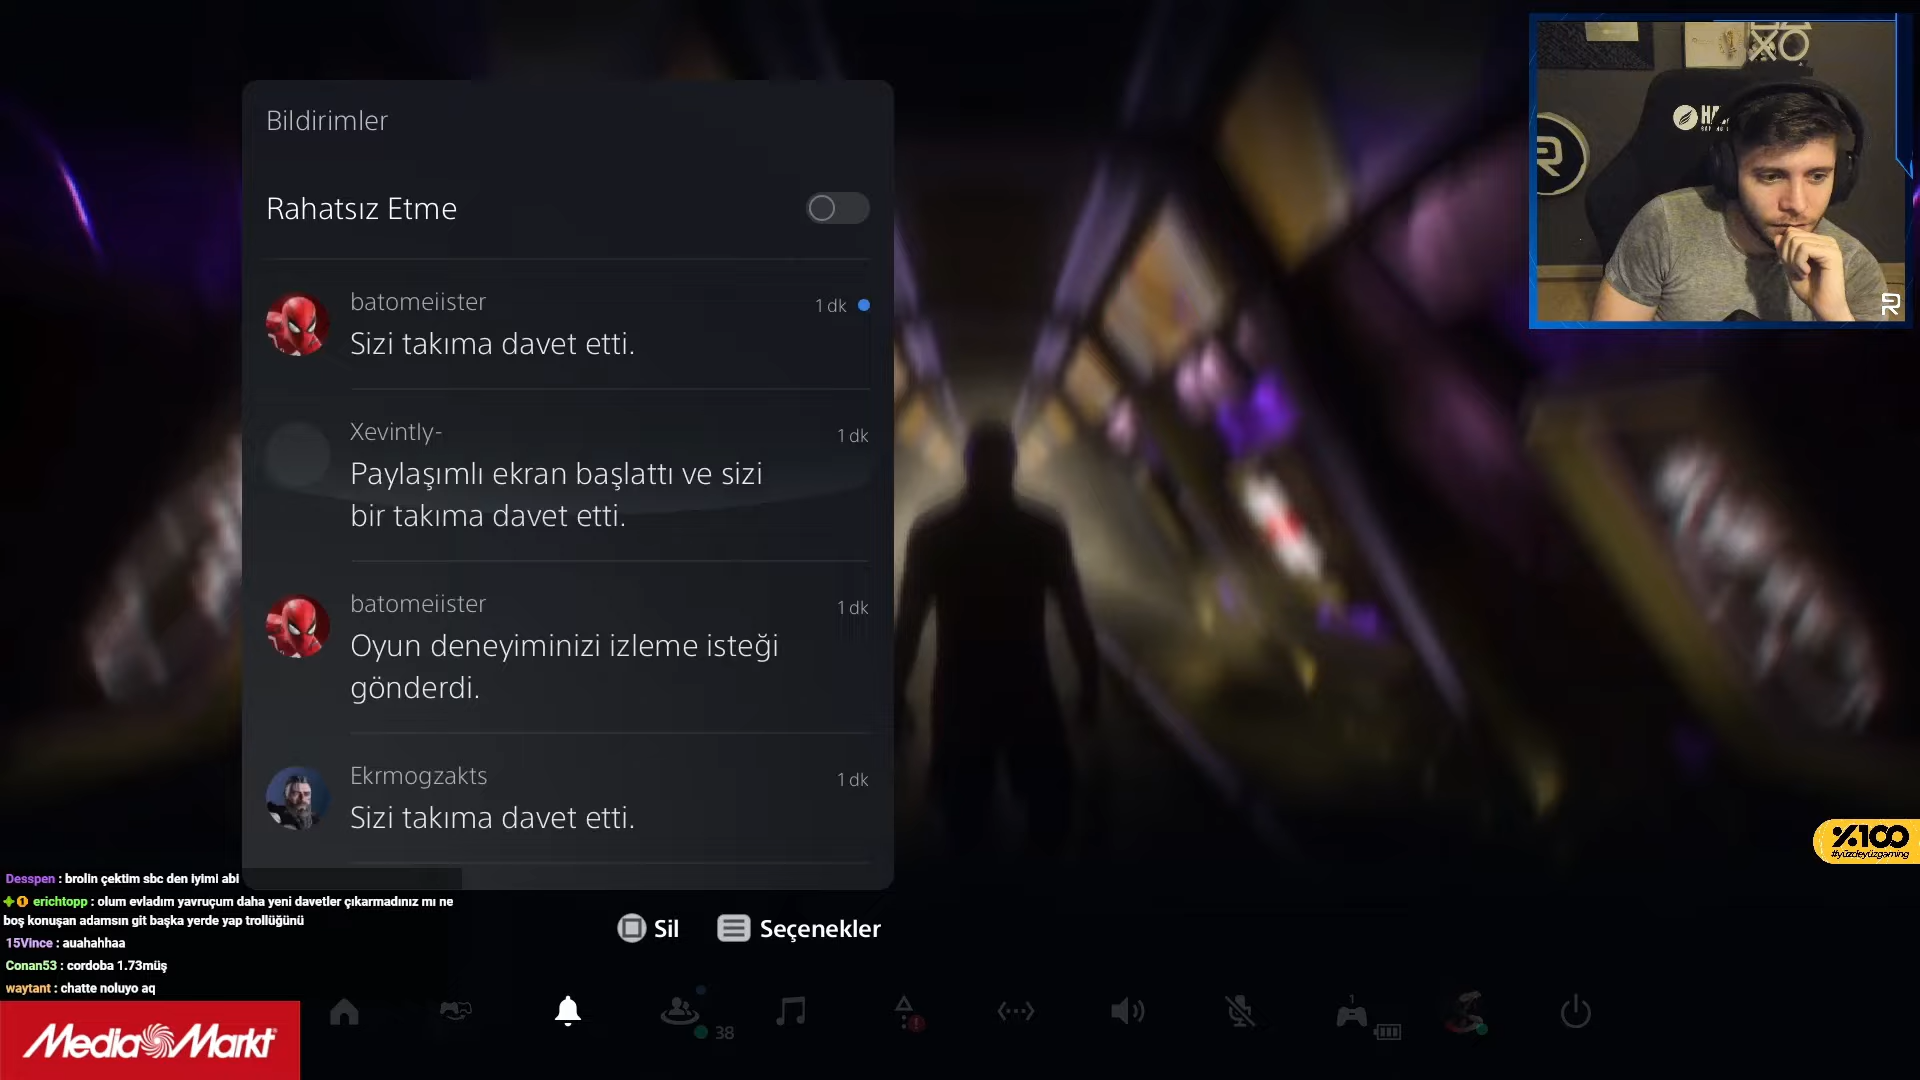 Bildirimler
Rahatsız Etme
batomeiister
1 dk
Sizi takıma davet etti.
Xevintly-
1 dk
Paylaşımlı ekran başlattı ve sizi
bir takıma davet etti.
batomeiister
1 dk
Oyun deneyiminizi izleme isteği
gönderdi.
Ekrmogzakts
1 dk
Sizi takıma davet etti.
Sil
Seçenekler
Desspen : brolin çektim sbc den iyimi abi
erichtopp : olum evladım yavruçum daha yeni davetler çıkarmadınız mı ne
boş konuşan adamsın git başka yerde yap trollüğünü
15Vince : auahahhaa
Conan53 : cordoba 1.73müş
waytant : chatte noluyo aq
MediaMarkt
38
1
%100
#yüzdeyüzgaming